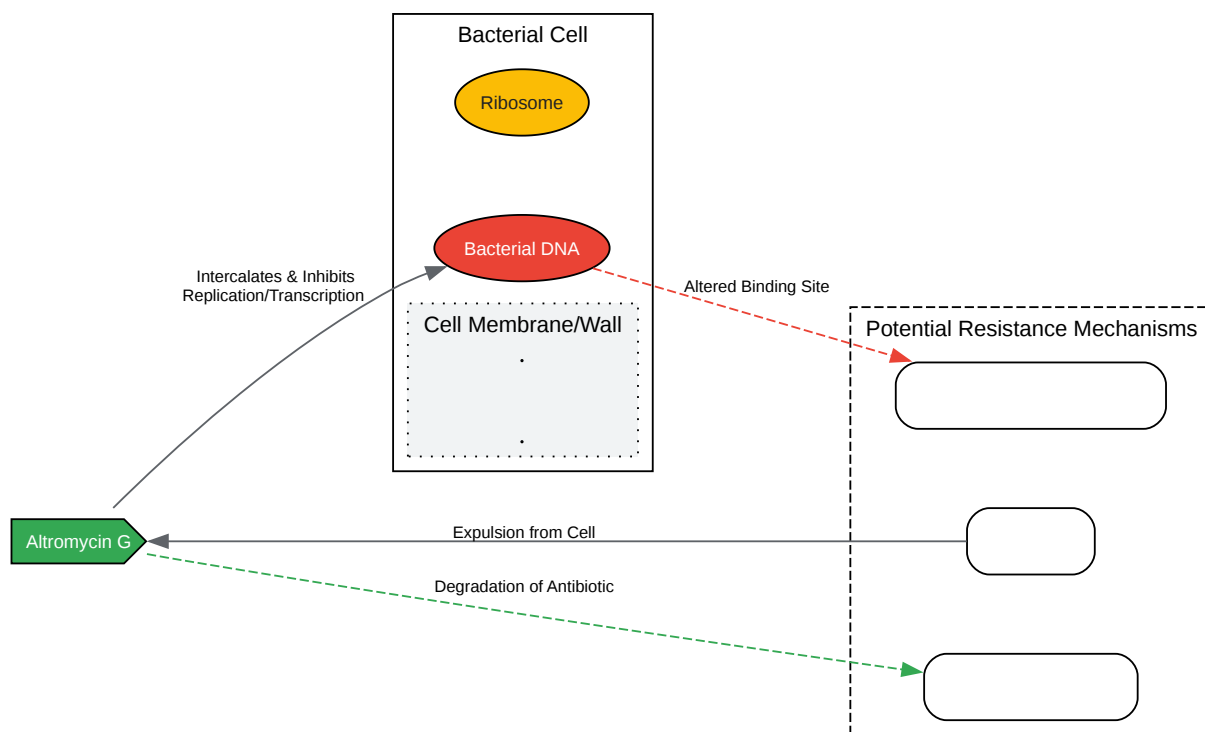 Bacterial Cell
Ribosome
Bacterial DNA
Intercalates & Inhibits
Replication/Transcription
Altered Binding Site
Cell Membrane/Wall
Potential Resistance Mechanisms
Altromycin G
Expulsion from Cell
Degradation of Antibiotic